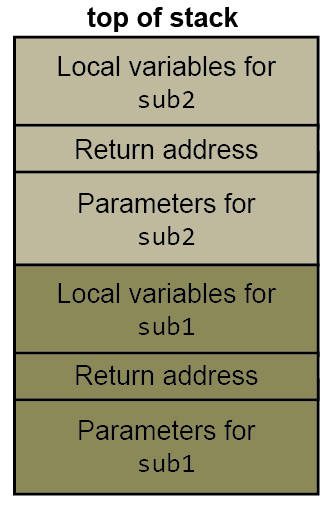 top of stack
Local variables for
sub2
Return address
Parameters for
sub2
Local variables for
sub1
Return address
Parameters for
sub1